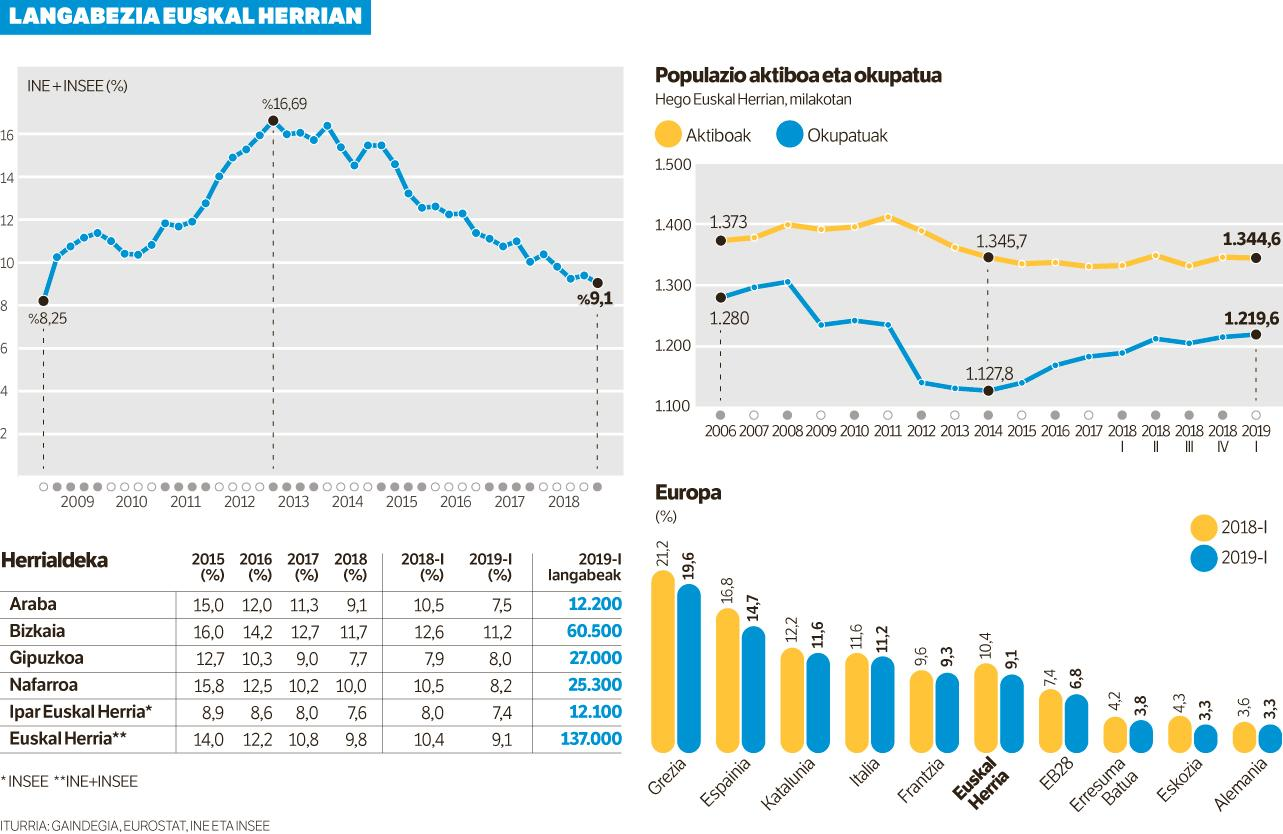 LANGABEZIA EUSKAL HERRIAN
INE + INSEE (%)
%16,69
16
14
12
10
8
6
4
2
%8,25
%9,1
2009 2010 2011 2012 2013 2014 2015 2016 2017 2018
Populazio aktiboa eta okupatua
Hego Euskal Herrian, milakotan
Aktiboak Okupatuak
1.500
1.400
1.300
1.200
1.100
1.373
1.345,7
1.344,6
1.280
1.127,8
1.219,6
2006 2007 2008 2009 2010 2011 2012 2013 2014 2015 2016 2017 2018 2018 2018 2018 2019
I II III IV I
Herrialdeka 2015 2016 2017 2018 2018-I 2019-I 2019-I
(%) (%) (%) (%) (%) (%) langabeak
Araba 15,0 12,0 11,3 9,1 10,5 7,5 12.200
Bizkaia 16,0 14,2 12,7 11,7 12,6 11,2 60.500
Gipuzkoa 12,7 10,3 9,0 7,7 7,9 8,0 27.000
Nafarroa 15,8 12,5 10,2 10,0 10,5 8,2 25.300
Ipar Euskal Herria* 8,9 8,6 8,0 7,6 8,0 7,4 12.100
Euskal Herria** 14,0 12,2 10,8 9,8 10,4 9,1 137.000
* INSEE **INE+INSEE
Europa
(%)
2018-I
2019-I
21,2 19,6 16,8 14,7 12,2 11,6 11,6 11,2 9,6 9,3 10,4 9,1 7,4 6,8 4,2 3,8 4,3 3,3 3,6 3,3
Grezia
Espainia
Katalunia
Italia
Frantzia
Euskal
Herria
EB28
Erresuma
Batua
Eskozia
Alemania
ITURRIA: GAINDEGIA, EUROSTAT, INE ETA INSEE